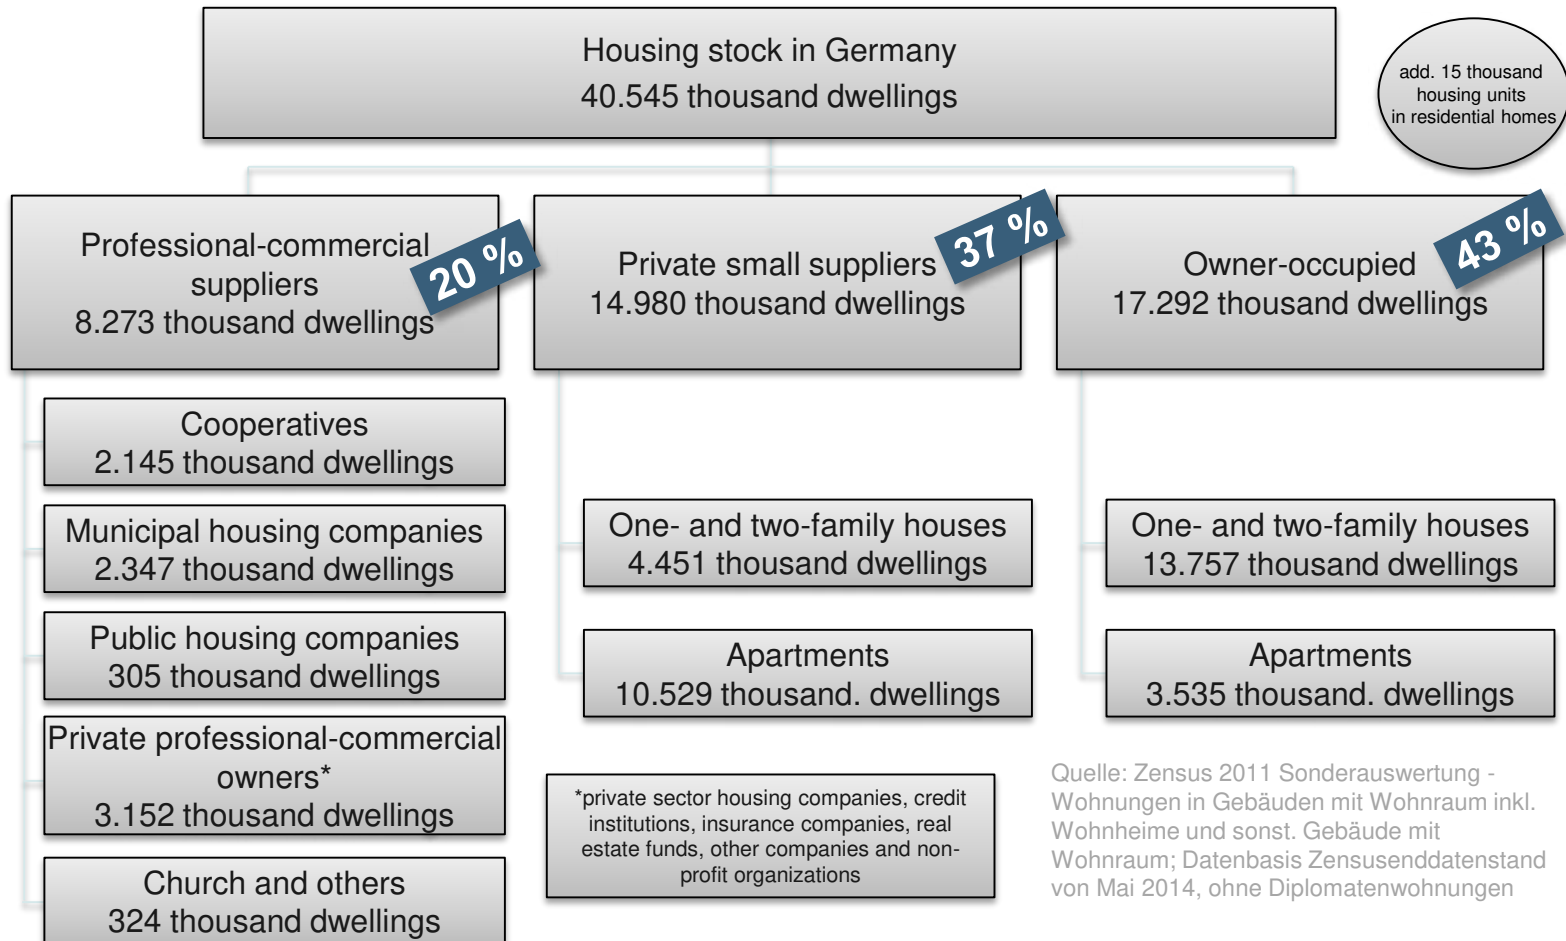 Housing stock in Germany
40.545 thousand dwellings
add. 15 thousand
housing units
in residential homes
Professional-commercial
suppliers
8.273 thousand dwellings
20 %
Private small suppliers
14.980 thousand dwellings
37 %
Owner-occupied
17.292 thousand dwellings
43 %
Cooperatives
2.145 thousand dwellings
Municipal housing companies
2.347 thousand dwellings
Public housing companies
305 thousand dwellings
Private professional-commercial
owners*
3.152 thousand dwellings
Church and others
324 thousand dwellings
One- and two-family houses
4.451 thousand dwellings
Apartments
10.529 thousand. dwellings
One- and two-family houses
13.757 thousand dwellings
Apartments
3.535 thousand. dwellings
*private sector housing companies, credit
institutions, insurance companies, real
estate funds, other companies and non-
profit organizations
Quelle: Zensus 2011 Sonderauswertung -
Wohnungen in Gebäuden mit Wohnraum inkl.
Wohnheime und sonst. Gebäude mit
Wohnraum; Datenbasis Zensusenddatenstand
von Mai 2014, ohne Diplomatenwohnungen